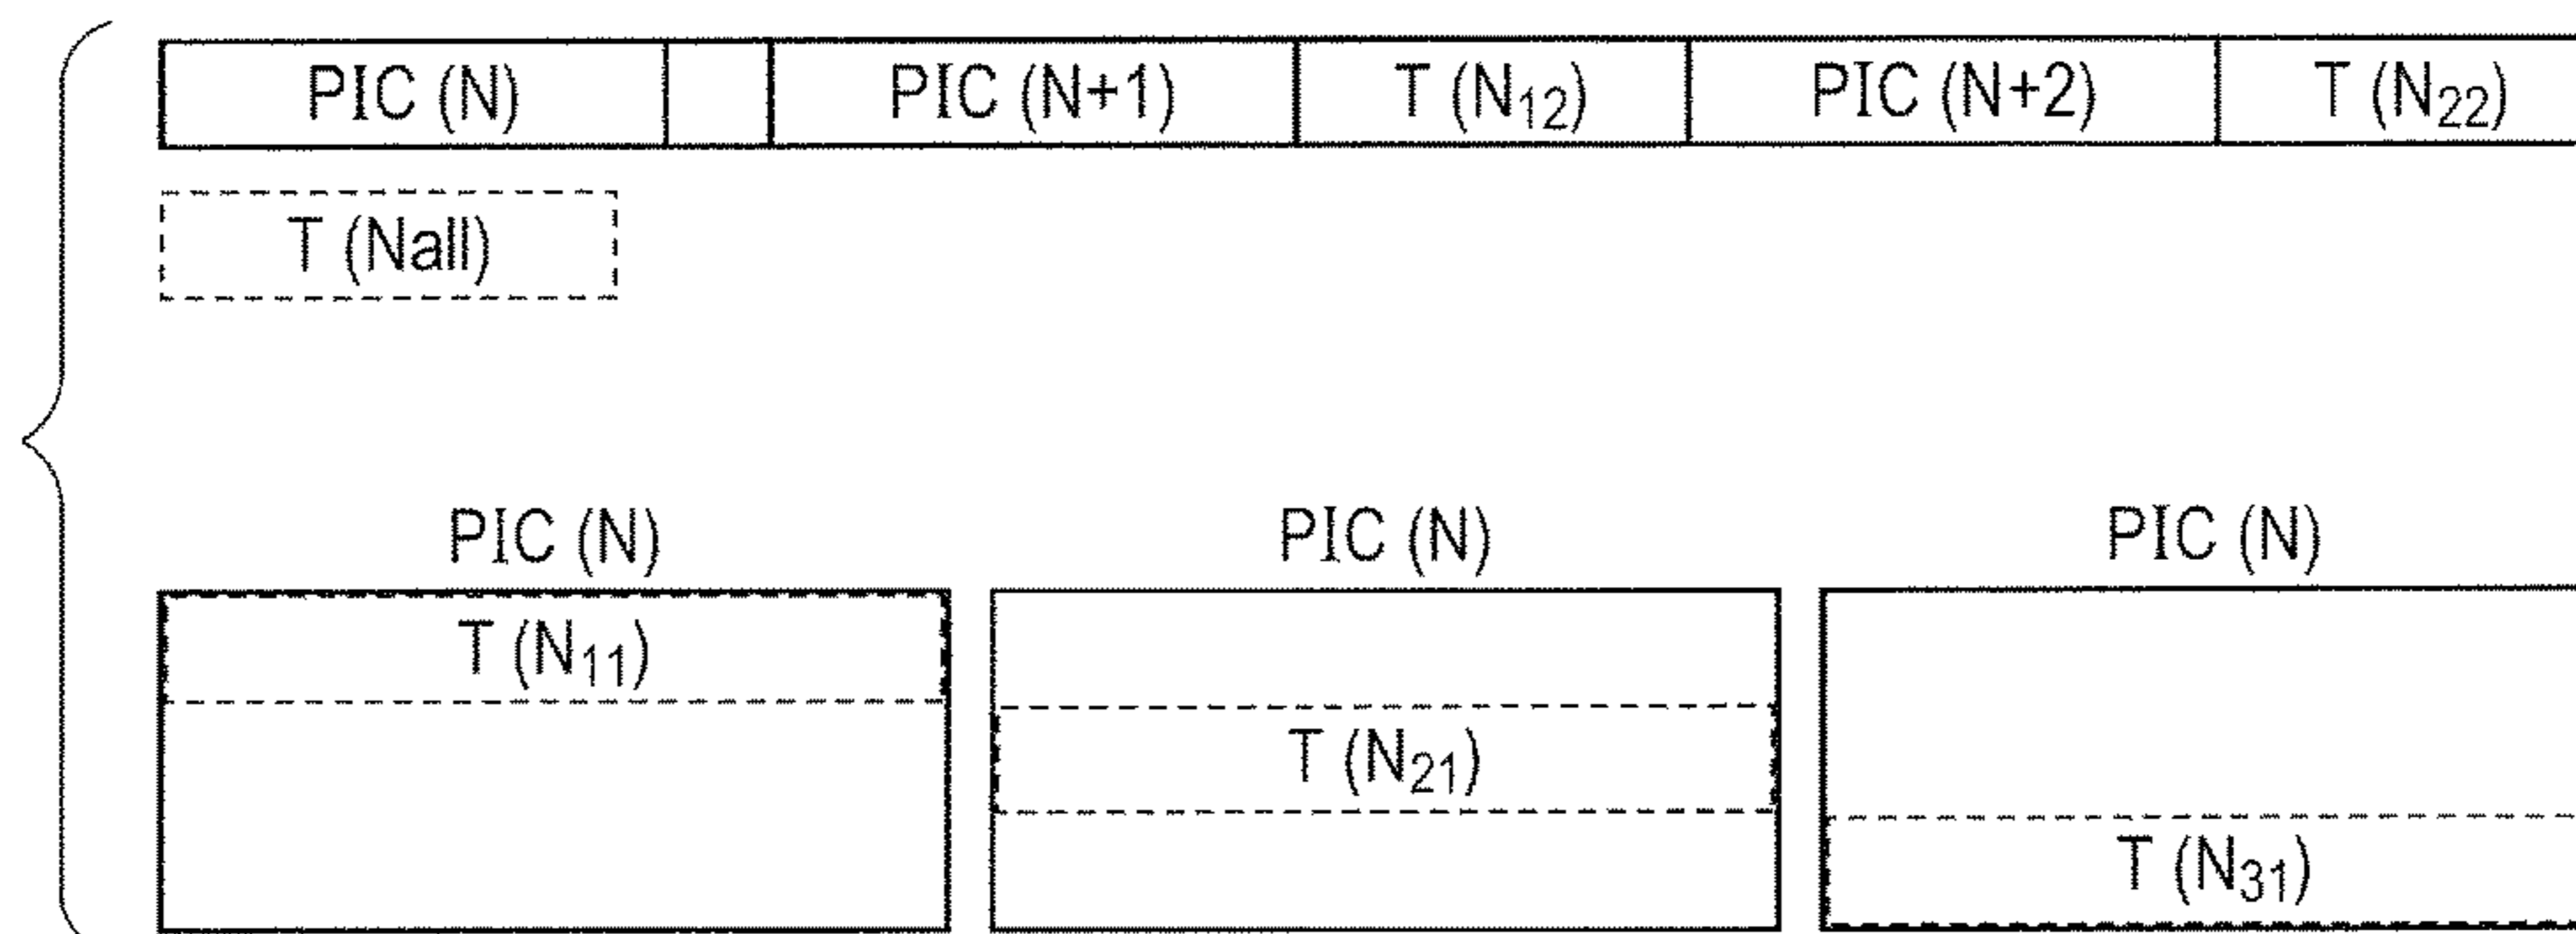 PIC (N) PIC (N+1) T (N₁₂) PIC (N+2) T (N₂₂)
T (Nall)
PIC (N) PIC (N) PIC (N)
T (N₁₁)
T (N₂₁)
T (N₃₁)